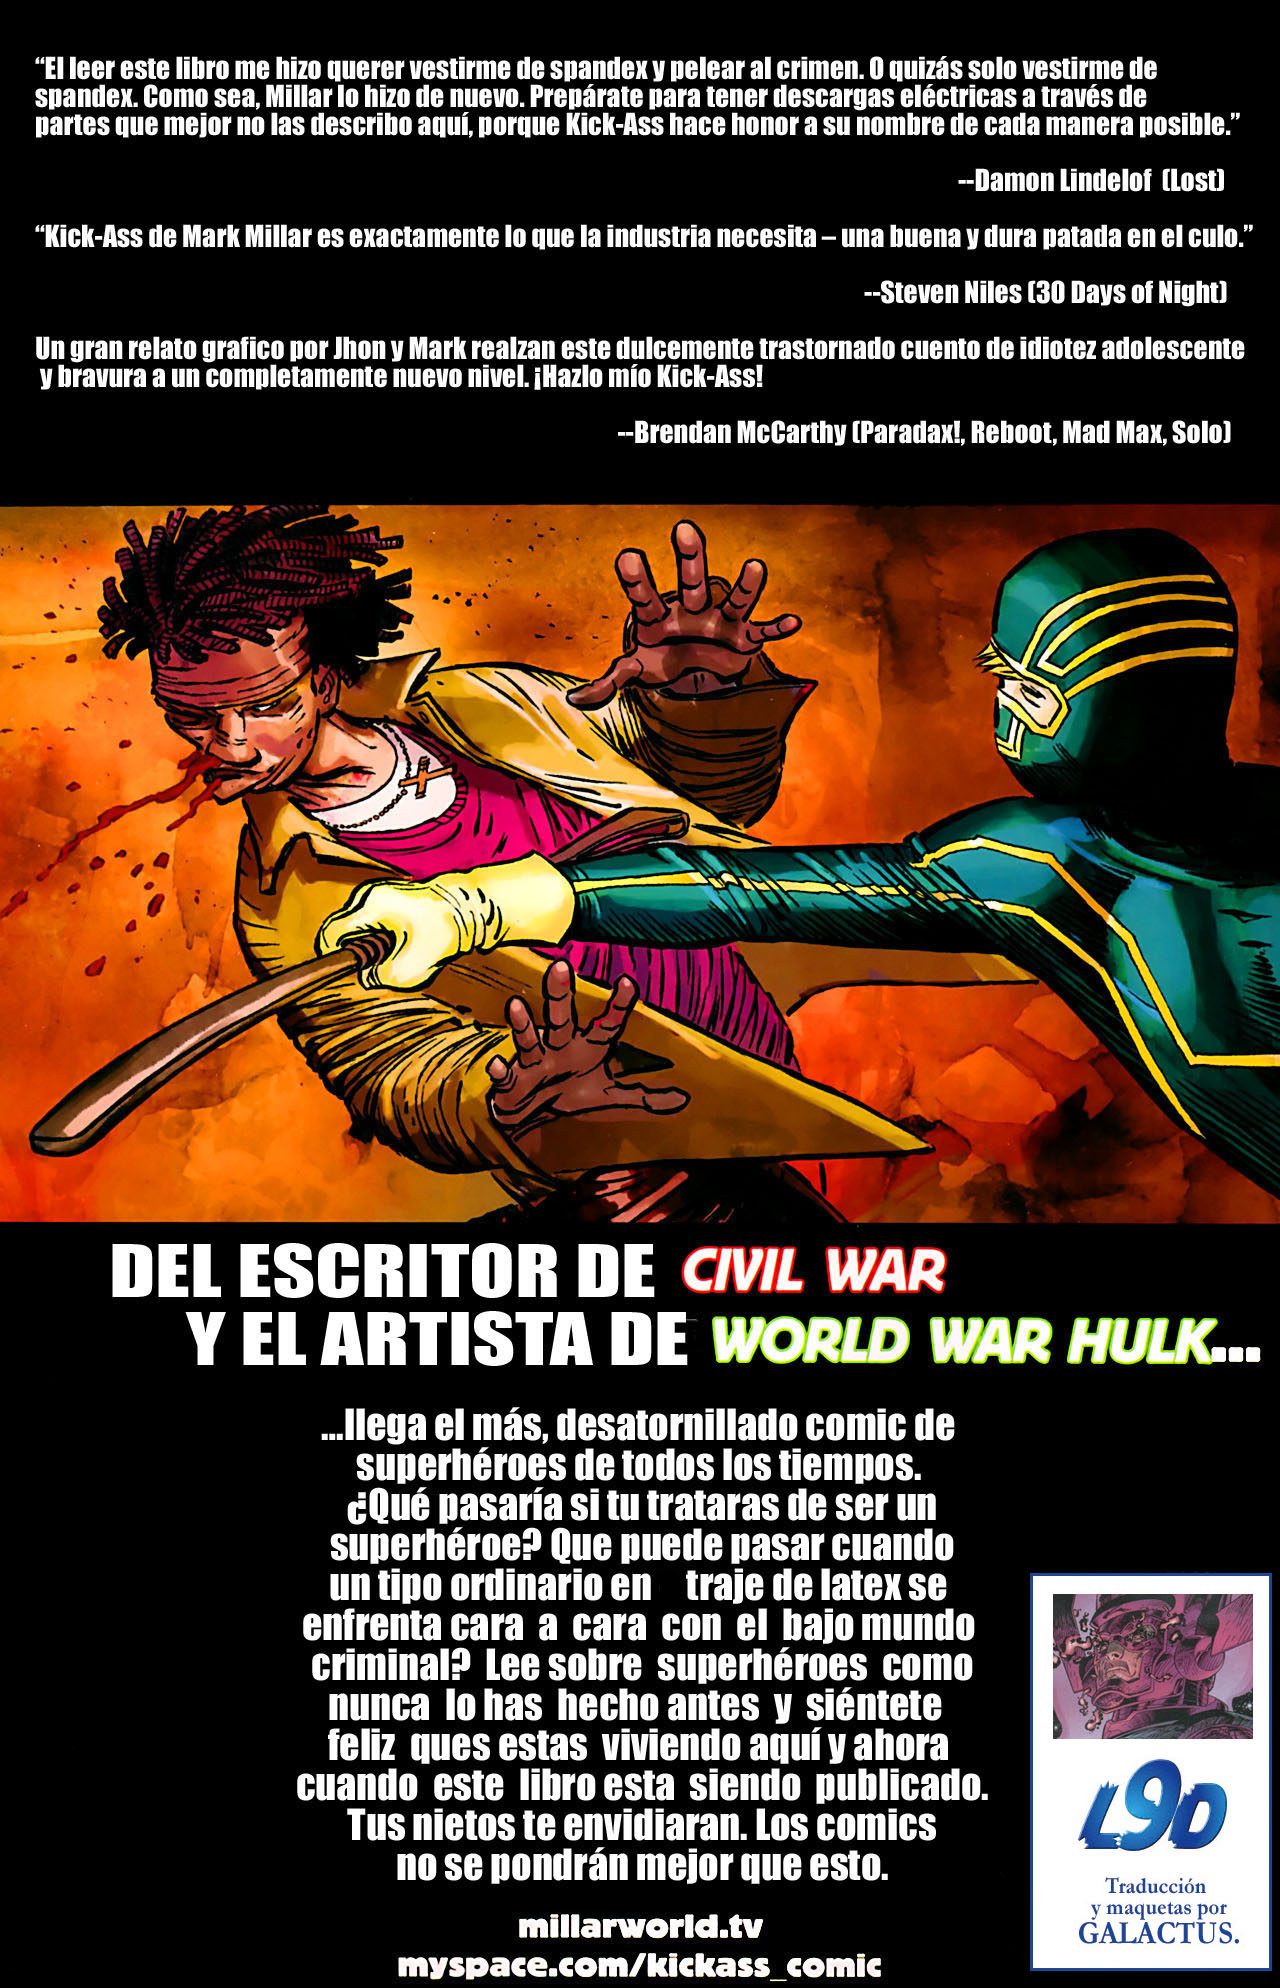 “El leer este libro me hizo querer vestirme de spandex y pelear al crimen. O quizás solo vestirme de
spandex. Como sea, Millar lo hizo de nuevo. Prepárate para tener descargas eléctricas a través de
partes que mejor no las describo aquí, porque Kick-Ass hace honor a su nombre de cada manera posible.”
--Damon Lindelof (Lost)
“Kick-Ass de Mark Millar es exactamente lo que la industria necesita – una buena y dura patada en el culo.”
--Steven Niles (30 Days of Night)
Un gran relato grafico por Jhon y Mark realzan este dulcemente trastornado cuento de idiotez adolescente
y bravura a un completamente nuevo nivel. ¡Hazlo mío Kick-Ass!
--Brendan McCarthy (Paradax!, Reboot, Mad Max, Solo)
DEL ESCRITOR DE CIVIL WAR
Y EL ARTISTA DE WORLD WAR HULK...
...llega el más, desatornillado comic de
superhéroes de todos los tiempos.
¿Qué pasaría si tu trataras de ser un
superhéroe? Que puede pasar cuando
un tipo ordinario en traje de latex se
enfrenta cara a cara con el bajo mundo
criminal? Lee sobre superhéroes como
nunca lo has hecho antes y siéntete
feliz ques estas viviendo aquí y ahora
cuando este libro esta siendo publicado.
Tus nietos te envidiaran. Los comics
no se pondrán mejor que esto.
millarworld.tv
myspace.com/kickass_comic
L9D
Traducción
y maquetas por
GALACTUS.